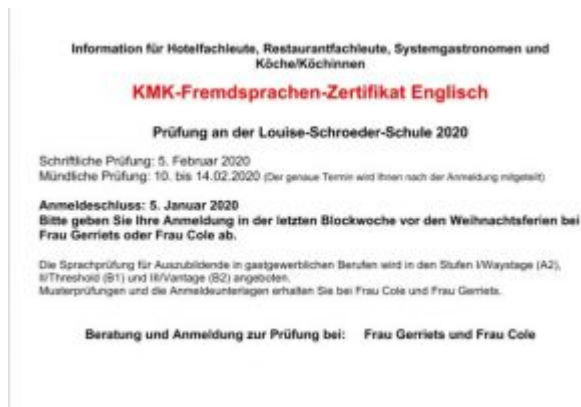 Information für Hotelfachleute, Restaurantfachleute, Systemgastronomen und
Köche/Köchinnen
KMK-Fremdsprachen-Zertifikat Englisch
Prüfung an der Louise-Schroeder-Schule 2020
Schriftliche Prüfung: 5. Februar 2020
Mündliche Prüfung: 10. bis 14.02.2020 (Der genaue Termin wird Ihnen nach der Anmeldung mitgeteilt)
Anmeldeschluss: 5. Januar 2020
Bitte geben Sie Ihre Anmeldung in der letzten Blockwoche vor den Weihnachtsferien bei
Frau Gerriets oder Frau Cole ab.
Die Sprachprüfung für Auszubildende in gastgewerblichen Berufen wird in den Stufen I/Waystage (A2),
II/Threshold (B1) und III/Vantage (B2) angeboten.
Musterprüfungen und die Anmeldeunterlagen erhalten Sie bei Frau Cole und Frau Gerriets.
Beratung und Anmeldung zur Prüfung bei: Frau Gerriets und Frau Cole